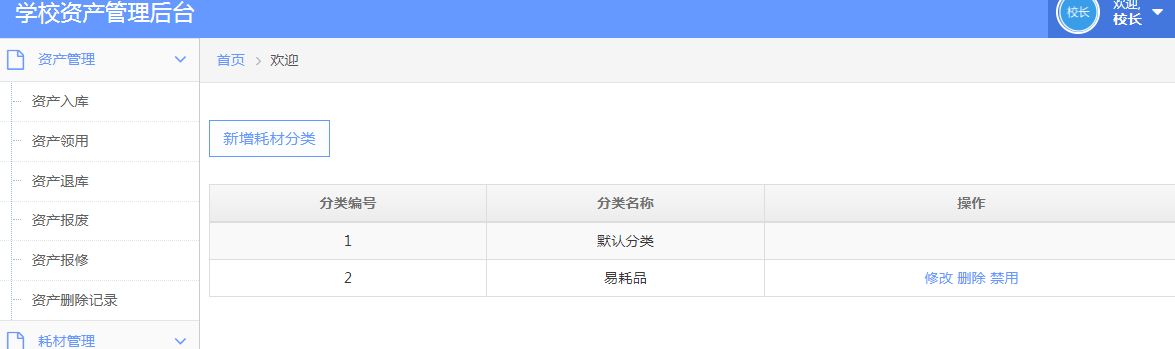 学校资产管理后台
校长
欢迎,
校长
资产管理
首页 > 欢迎
资产入库
资产领用
资产退库
资产报废
资产报修
资产删除记录
耗材管理
新增耗材分类
分类编号 分类名称 操作
1 默认分类
2 易耗品 修改 删除 禁用